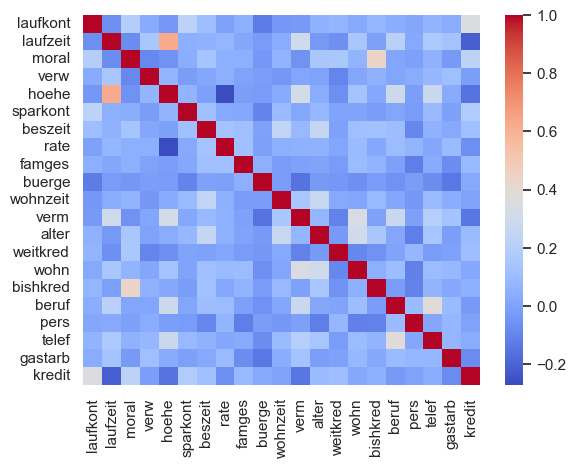 laufkont
laufzeit
moral
verw
hoehe
sparkont
beszeit
rate
famges
buerge
wohnzeit
verm
alter
weitkred
wohn
bishkred
beruf
pers
telef
gastarb
kredit
laufkont
laufzeit
moral
verw
hoehe
sparkont
beszeit
rate
famges
buerge
wohnzeit
verm
alter
weitkred
wohn
bishkred
beruf
pers
telef
gastarb
kredit
1.0
0.8
0.6
0.4
0.2
0.0
−0.2